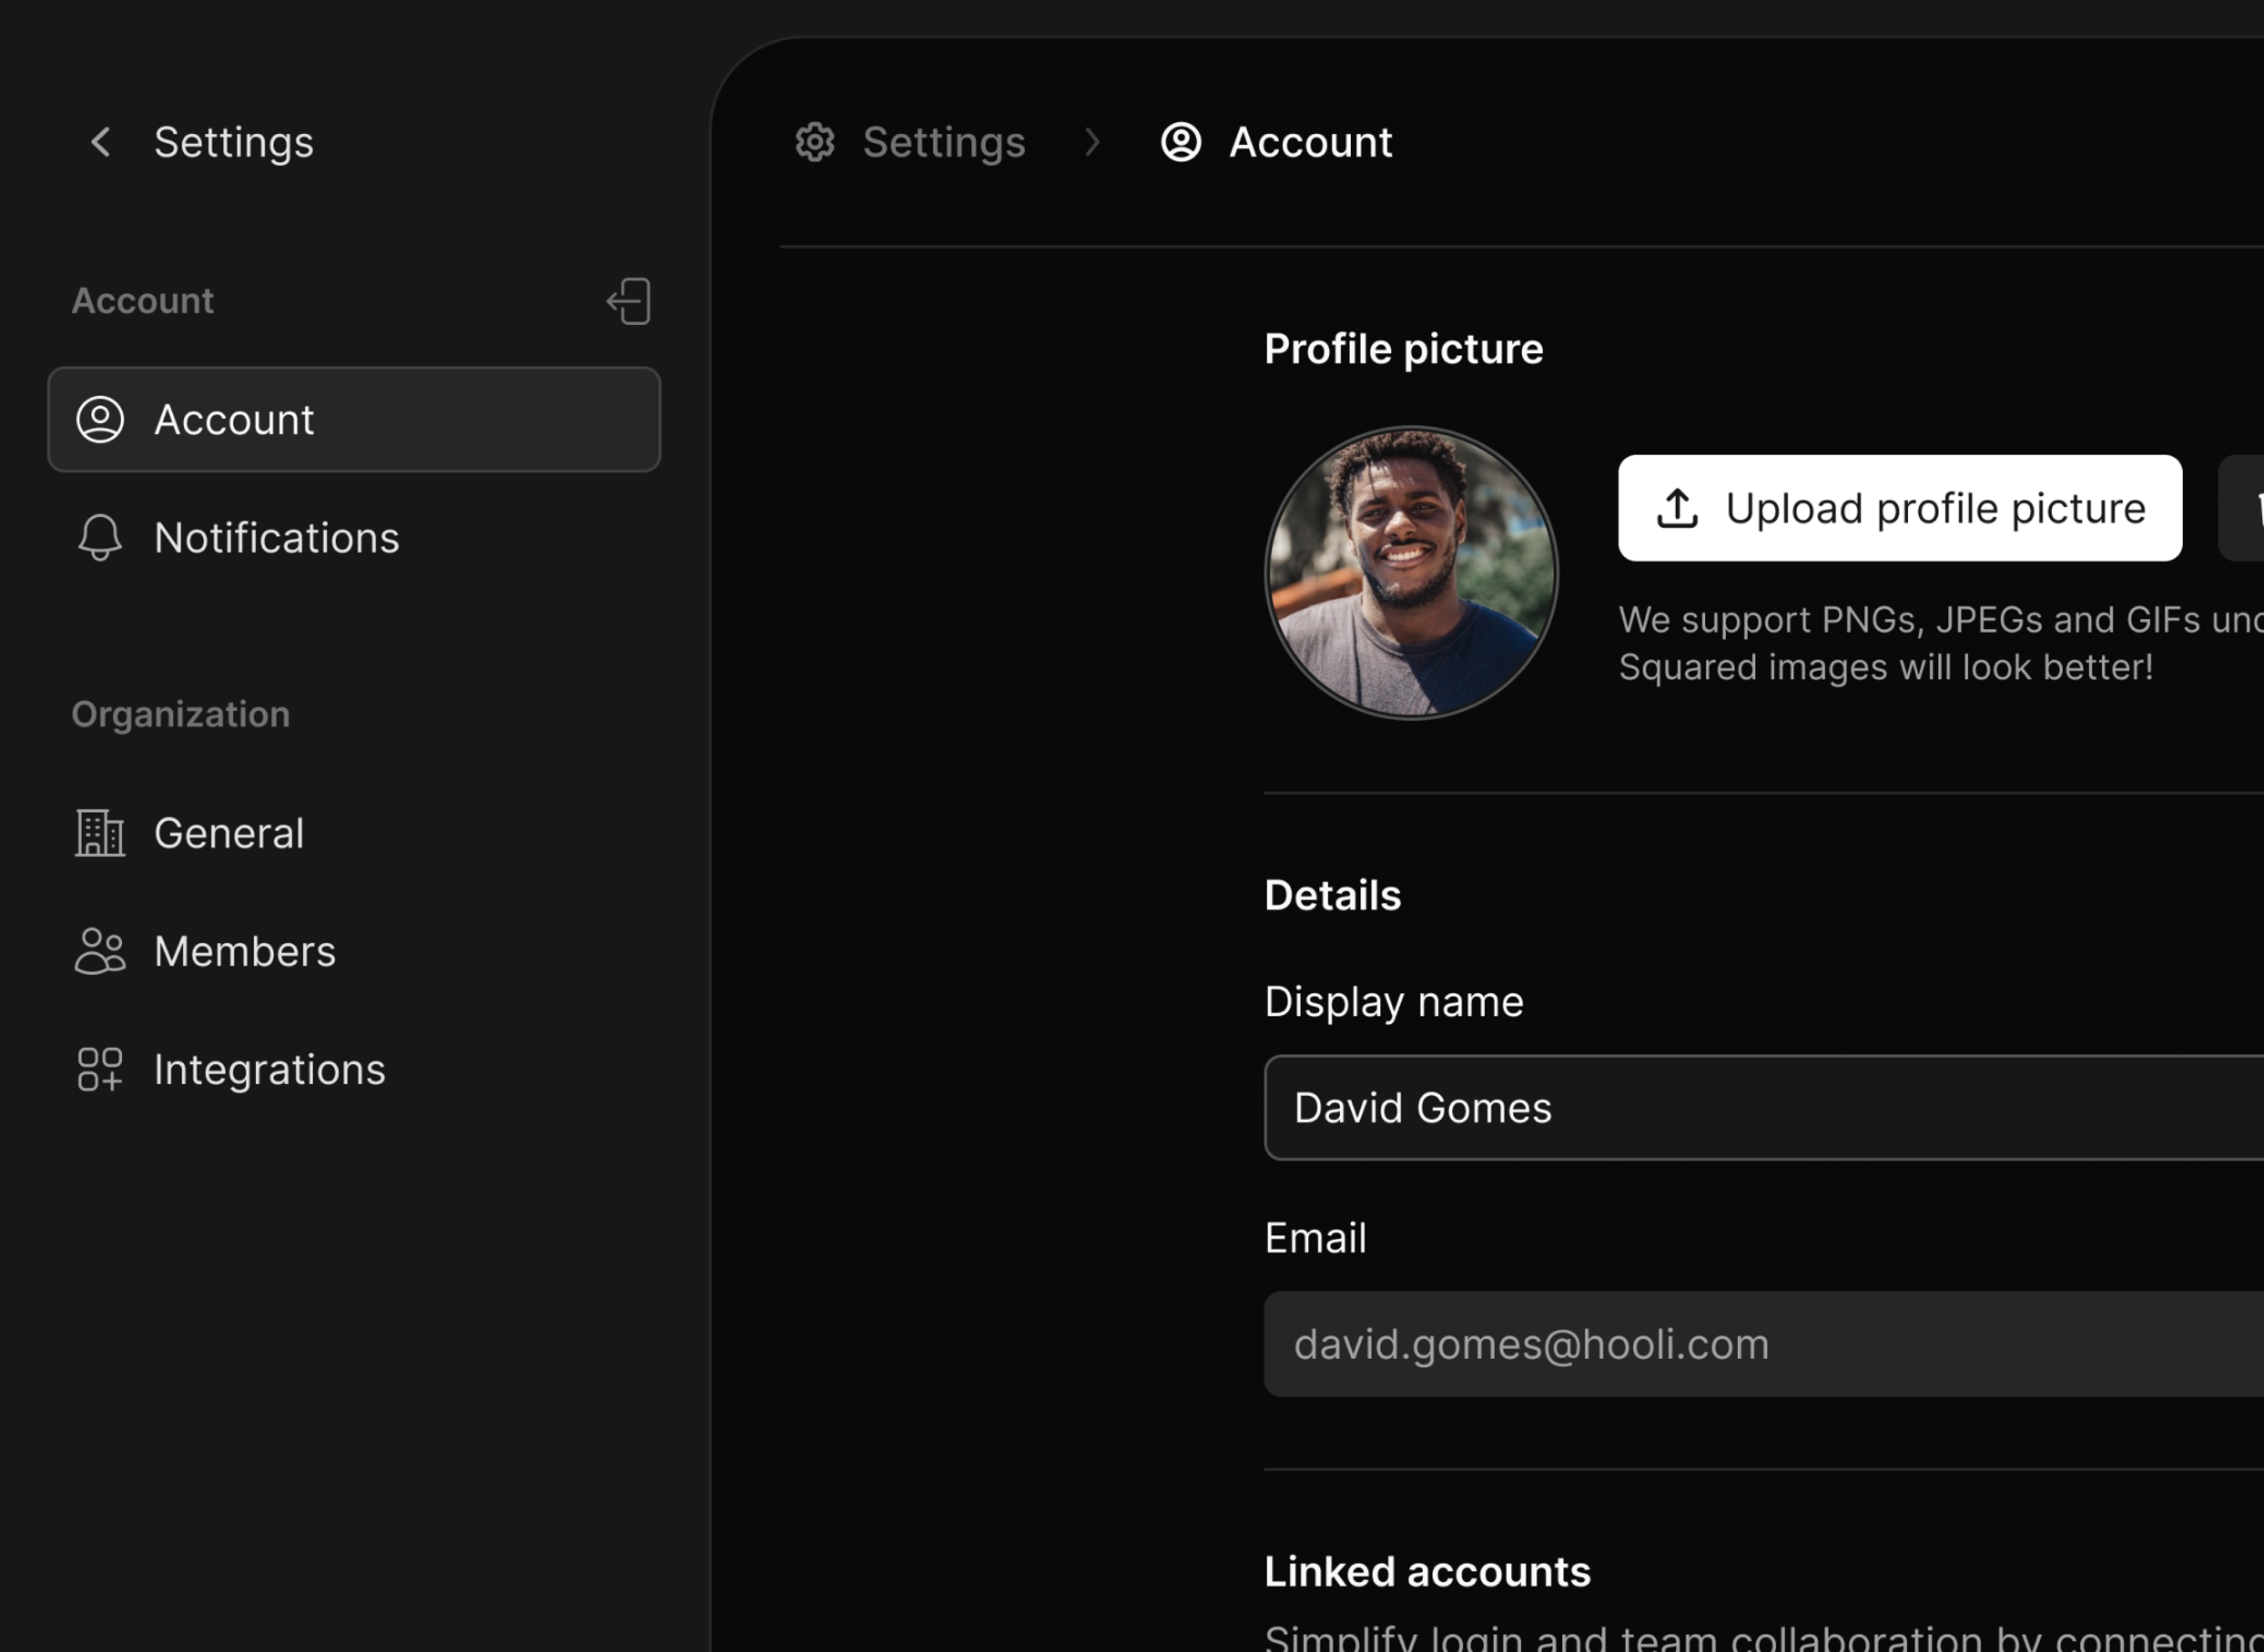 Settings
Account
Account
Notifications
Organization
General
Members
Integrations
Settings
Account
Profile picture
Upload profile picture
We support PNGs, JPEGs and GIFs
Squared images will look better!
Details
Display name
David Gomes
Email
david.gomes@hooli.com
Linked accounts
Simplify login and team collaboration by connecting